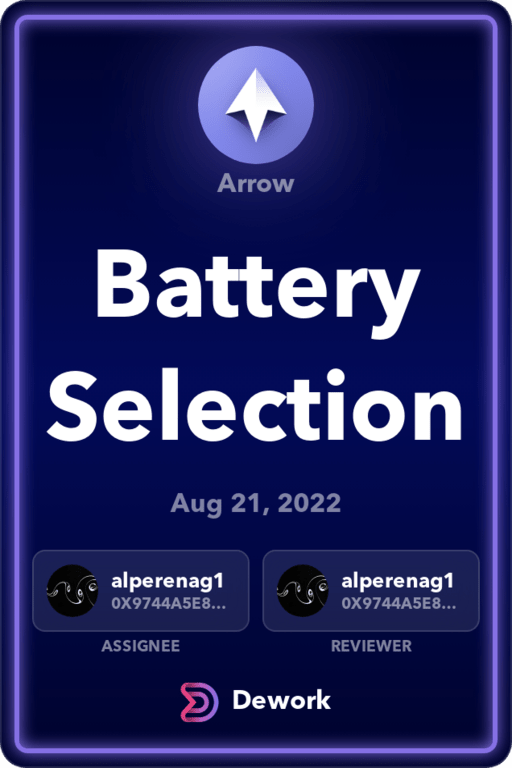 Arrow
Battery
Selection
Aug 21, 2022
alperenag1
0X9744A5E8...
ASSIGNEE
alperenag1
0X9744A5E8...
REVIEWER
Dework